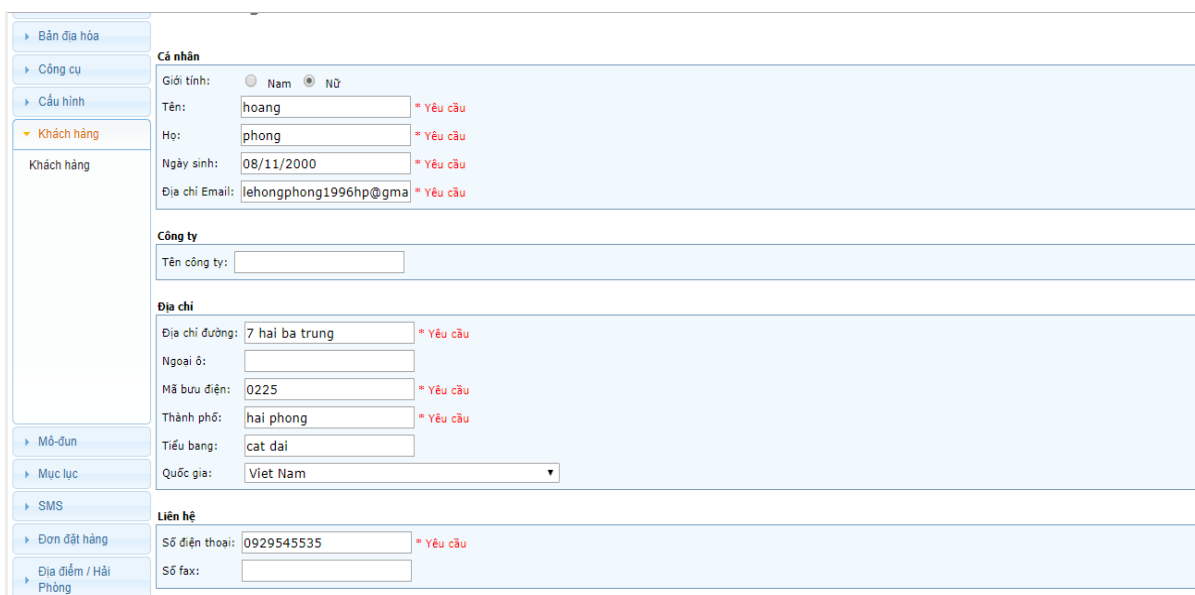 Bản địa hóa
Công cụ
Cấu hình
Khách hàng
Khách hàng
Mô-đun
Mục lục
SMS
Đơn đặt hàng
Địa điểm / Hải
Phòng
Cá nhân
Giới tính: Nam Nữ
Tên: hoang * Yêu cầu
Họ: phong * Yêu cầu
Ngày sinh: 08/11/2000 * Yêu cầu
Địa chỉ Email: lehongphong1996hp@gma * Yêu cầu
Công ty
Tên công ty:
Địa chỉ
Địa chỉ đường: 7 hai ba trung * Yêu cầu
Ngoại ô:
Mã bưu điện: 0225 * Yêu cầu
Thành phố: hai phong * Yêu cầu
Tiểu bang: cat dai
Quốc gia: Viet Nam
Liên hệ
Số điện thoại: 0929545535 * Yêu cầu
Số fax: